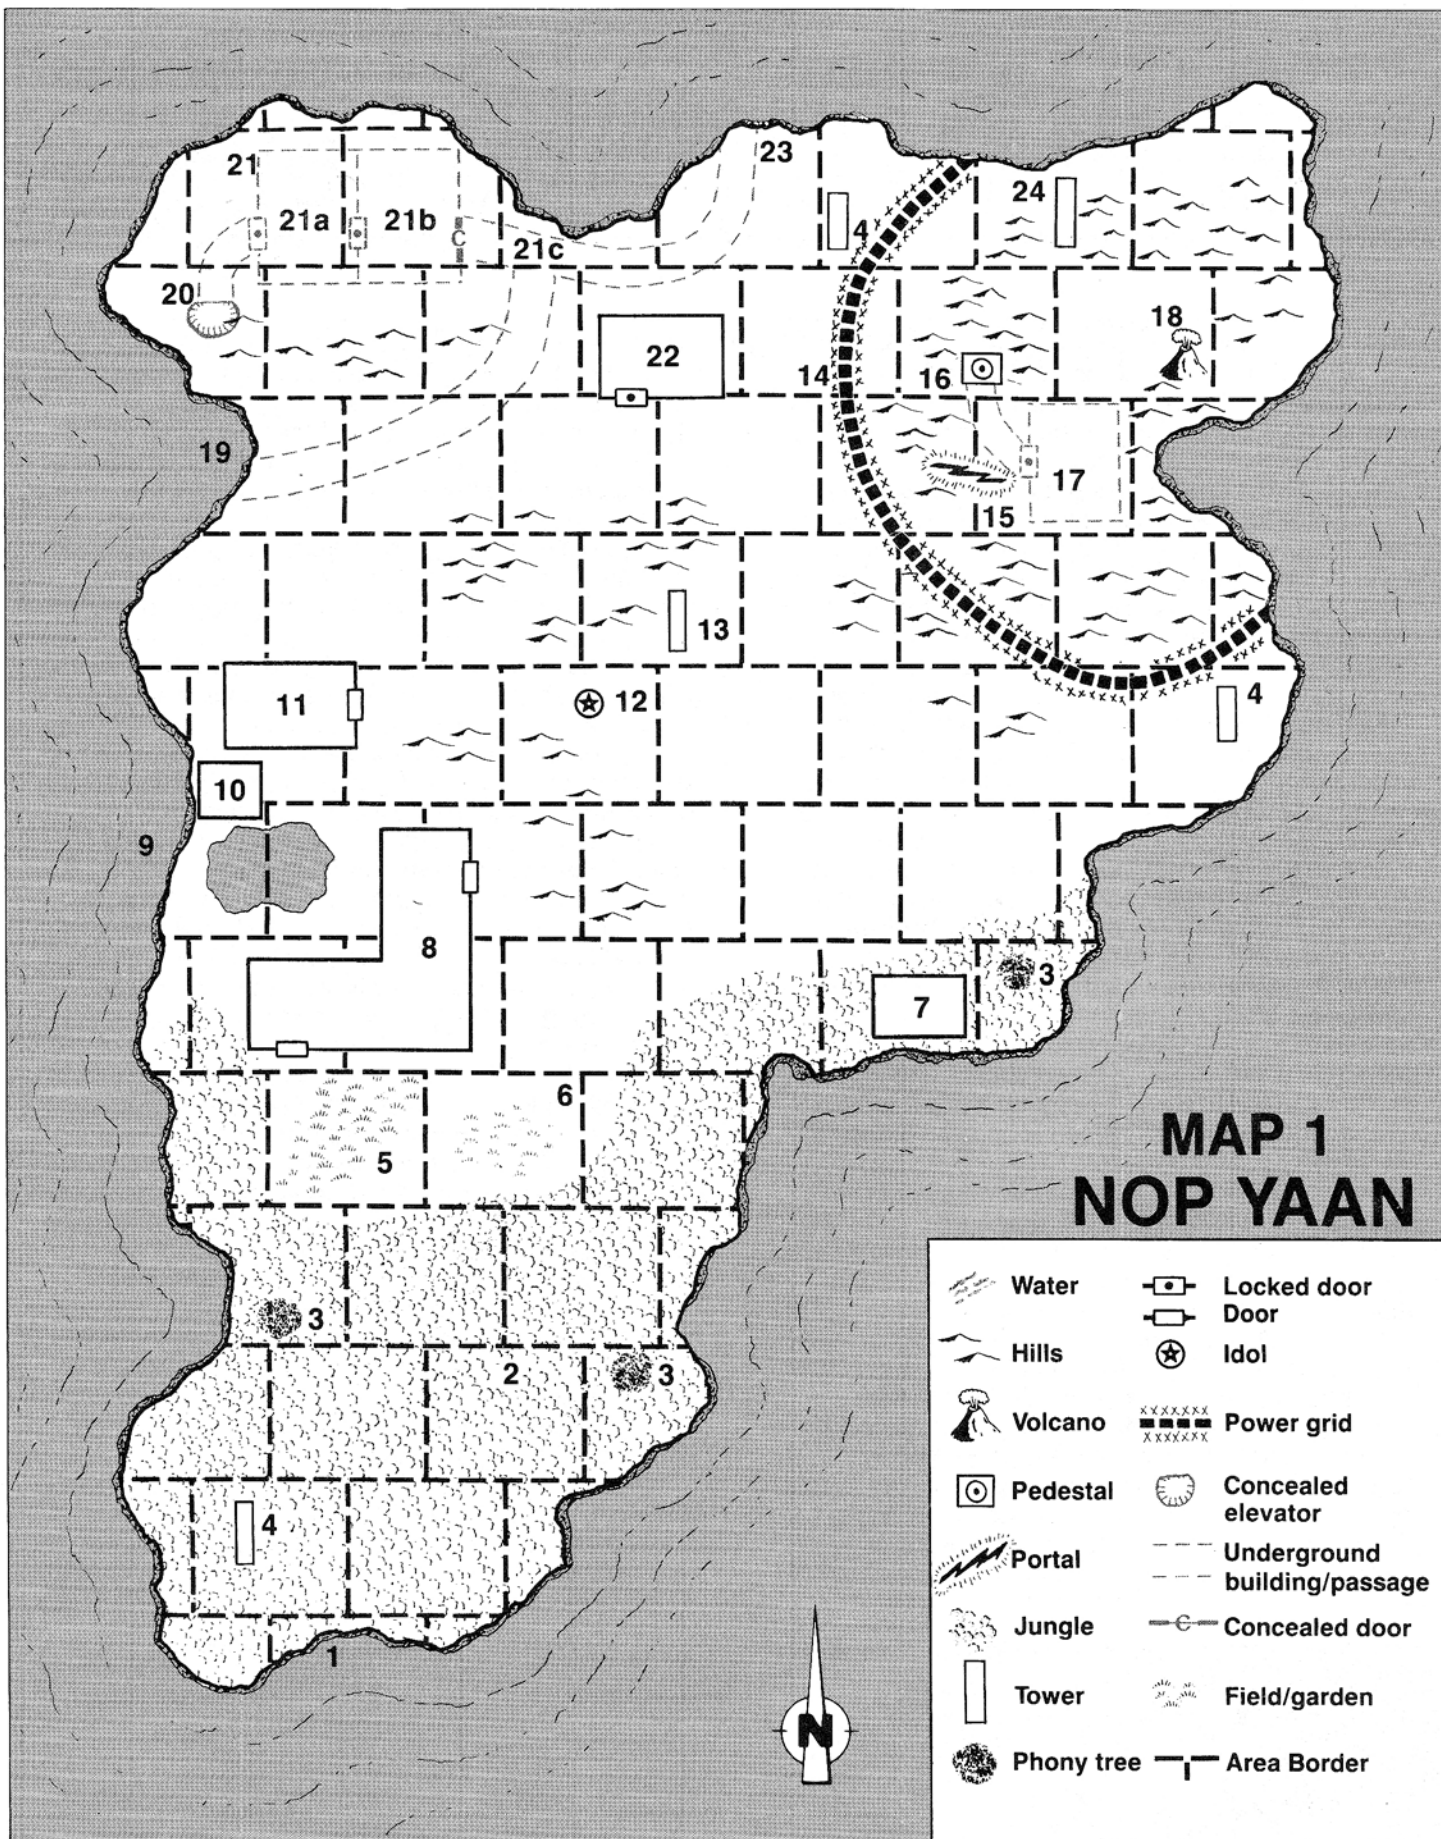 23
21
24
21a
21b
4
C
21c
20
18
22
14
16
19
17
15
13
11
12
4
10
9
8
3
7
6
5
3
2
3
4
1
MAP 1
NOP YAAN
Water
Locked door
Door
Hills
Idol
Volcano
Power grid
Pedestal
Concealed
elevator
Portal
Underground
building/passage
Jungle
C
Concealed door
Tower
Field/garden
Phony tree
Area Border
N